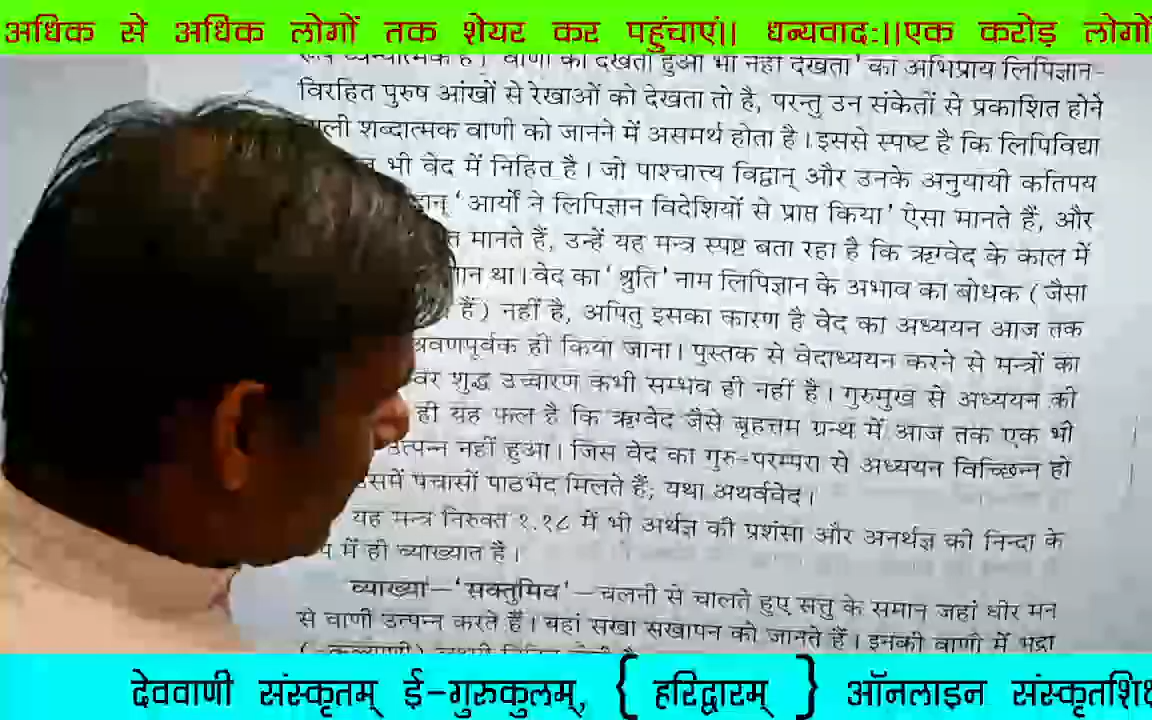 अधिक से अधिक लोगों तक शेयर कर पहुंचाएं।। धन्यवादः।।एक करोड़ लोगों
विरहित पुरुष आंखों से रेखाओं को देखता तो है, परन्तु उन संकेतों से प्रकाशित होने
शब्दात्मक वाणी को जानने में असमर्थ होता है। इससे स्पष्ट है कि लिपिविद्या
भी वेद में निहित है। जो पाश्चात्त्य विद्वान् और उनके अनुयायी कतिपय
'आर्यों ने लिपिज्ञान विदेशियों से प्राप्त किया' ऐसा मानते हैं, और
मानते हैं, उन्हें यह मन्त्र स्पष्ट बता रहा है कि ऋग्वेद के काल में
था। वेद का 'श्रुति' नाम लिपिज्ञान के अभाव का बोधक (जैसा
हैं) नहीं है, अपितु इसका कारण है वेद का अध्ययन आज तक
श्रवणपूर्वक ही किया जाना। पुस्तक से वेदाध्ययन करने से मन्त्रों का
शुद्ध उच्चारण कभी सम्भव ही नहीं है। गुरुमुख से अध्ययन की
ही यह फल है कि ऋग्वेद जैसे बृहत्तम ग्रन्थ में आज तक एक भी
उत्पन्न नहीं हुआ। जिस वेद का गुरु-परम्परा से अध्ययन विच्छिन्न हो
पचासों पाठभेद मिलते हैं; यथा अथर्ववेद।
यह मन्त्र निरुक्त १.१८ में भी अर्थज्ञ की प्रशंसा और अनर्थज्ञ की निन्दा के
में ही व्याख्यात है।
व्याख्या—'सक्तुमिव'—चलनी से चालते हुए सत्तु के समान जहां धीर मन
से वाणी उत्पन्न करते हैं। यहां सखा सखापन को जानते हैं। इनकी वाणी में भद्रा
देववाणी संस्कृतम् ई-गुरुकुलम्, { हरिद्वारम् } ऑनलाइन संस्कृतशिक्ष